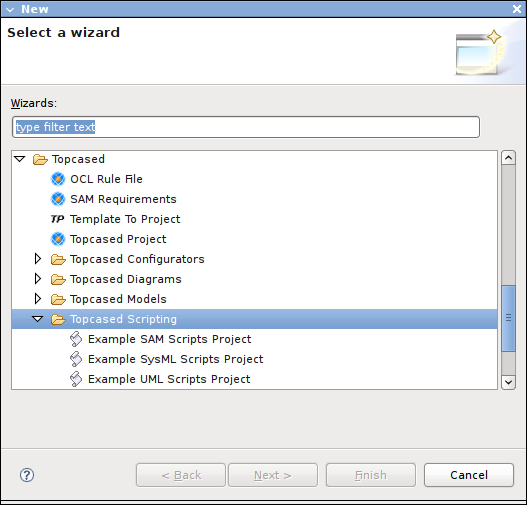 New
Select a wizard
Wizards:
type filter text
Topcased
OCL Rule File
SAM Requirements
TP Template To Project
Topcased Project
Topcased Configurators
Topcased Diagrams
Topcased Models
Topcased Scripting
Example SAM Scripts Project
Example SysML Scripts Project
Example UML Scripts Project
? < Back Next > Finish Cancel